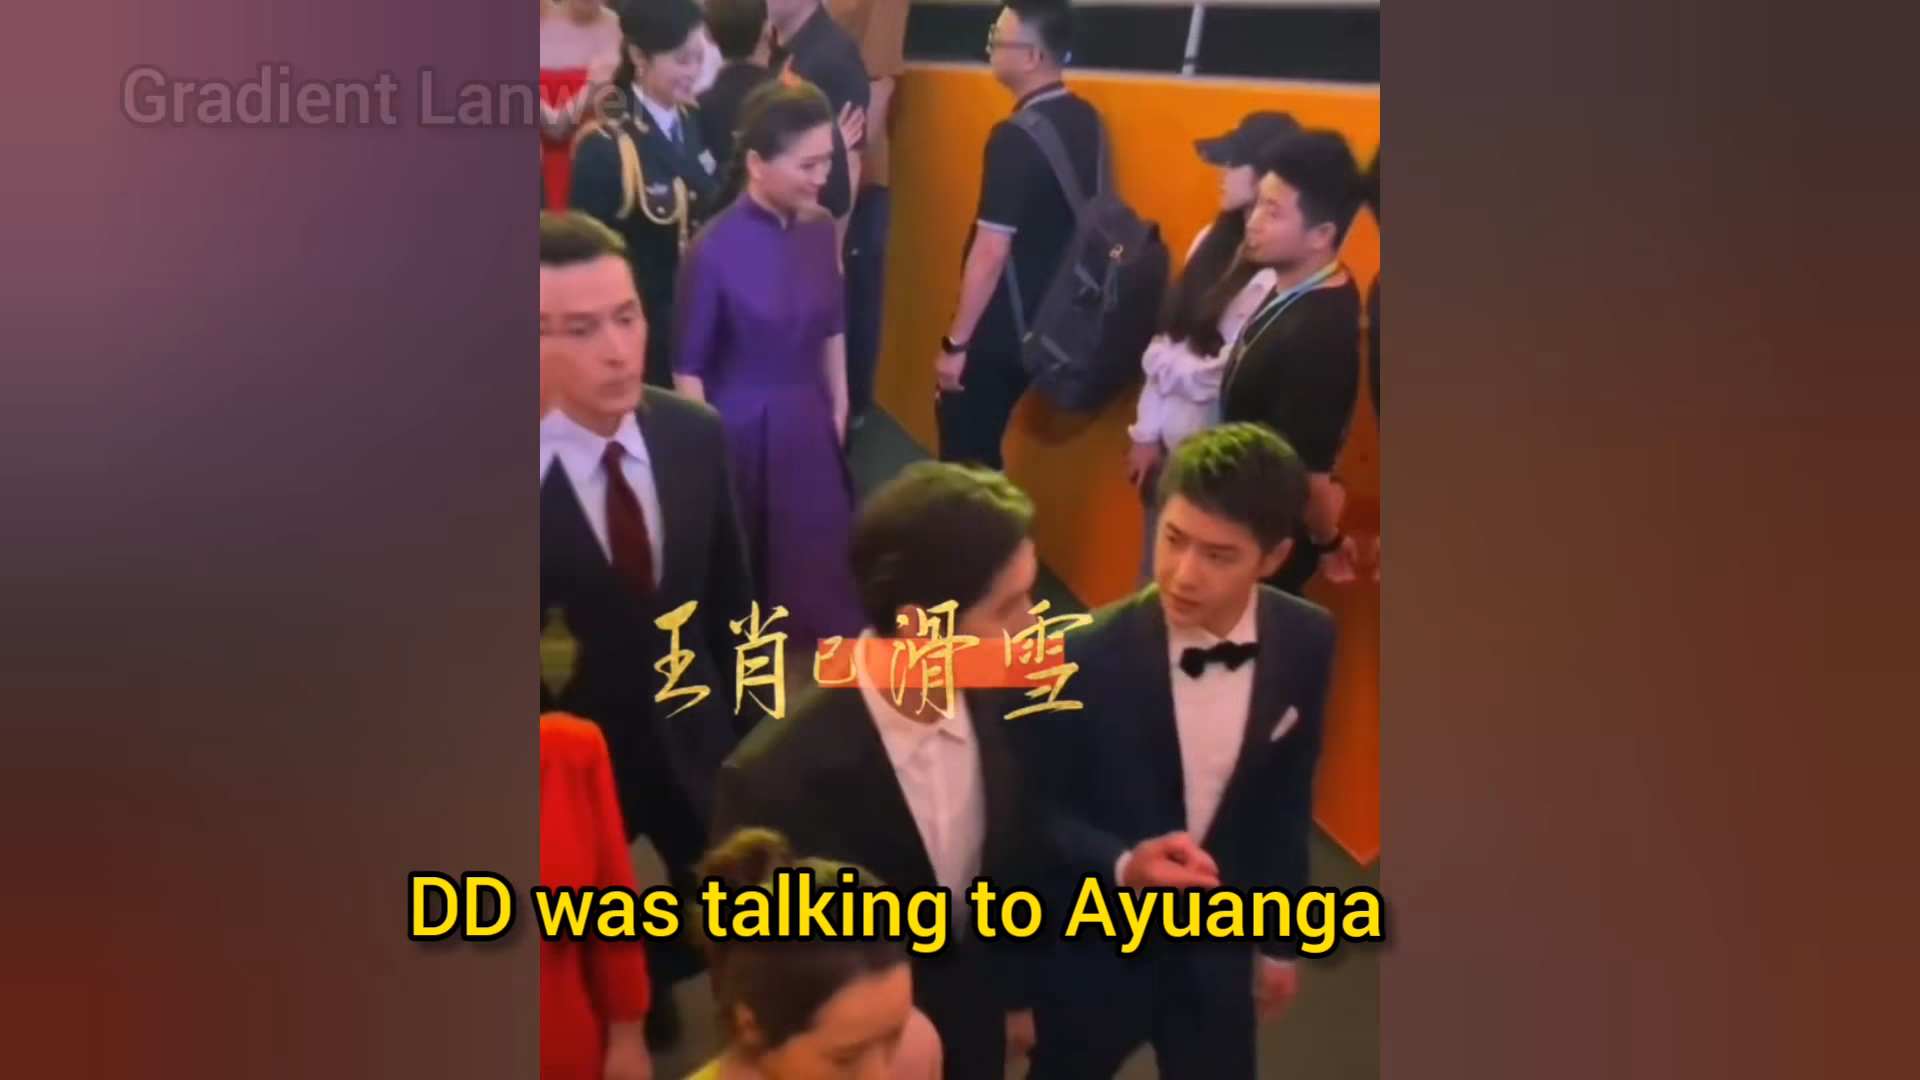 Gradient Lanwei
王肖已滑雪
DD was talking to Ayuanga